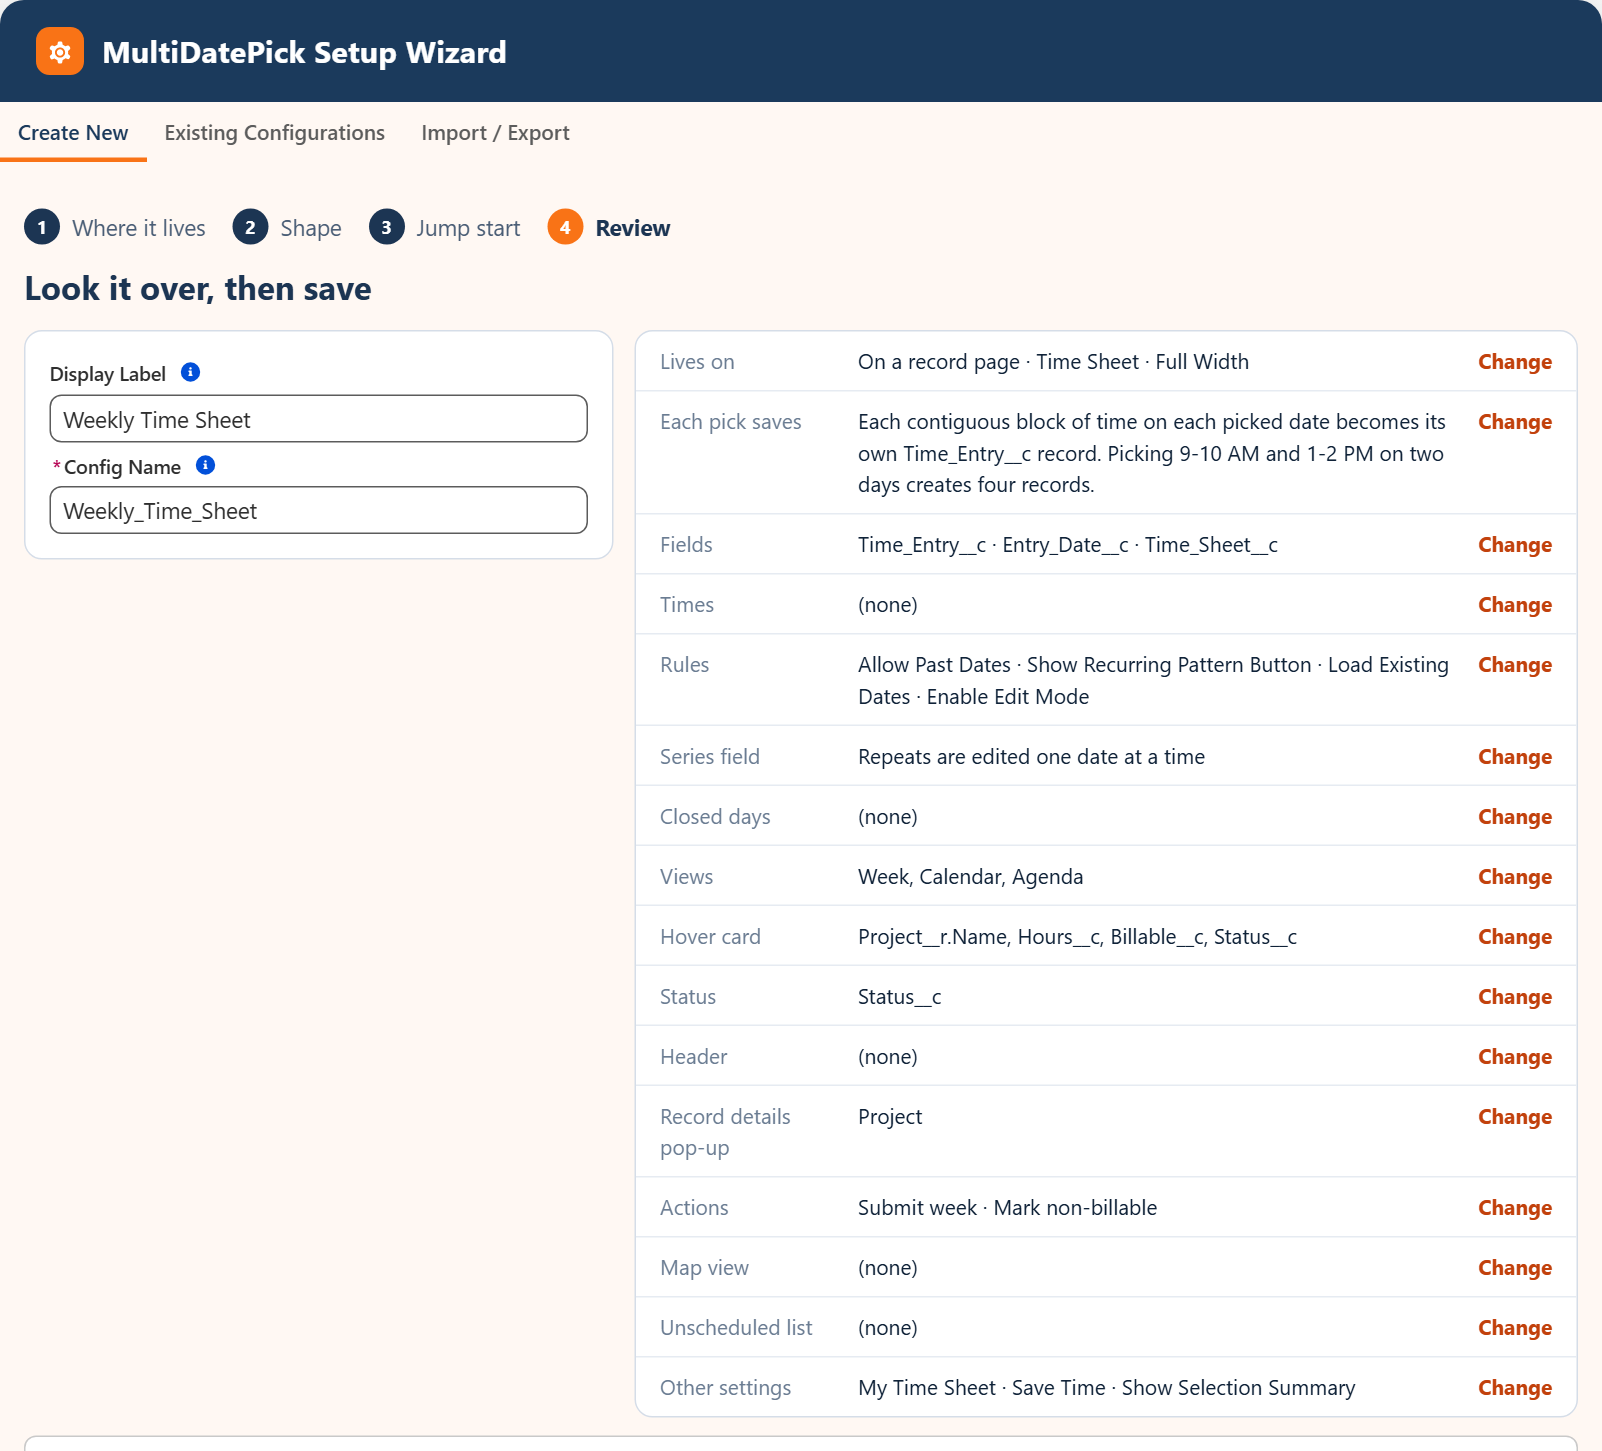 MultiDatePick Setup Wizard
Create New Existing Configurations Import / Export
1 Where it lives 2 Shape 3 Jump start 4 Review
Look it over, then save
Display Label
Weekly Time Sheet
*Config Name
Weekly_Time_Sheet
Lives on On a record page · Time Sheet · Full Width Change
Each pick saves Each contiguous block of time on each picked date becomes its Change
own Time_Entry__c record. Picking 9-10 AM and 1-2 PM on two
days creates four records.
Fields Time_Entry__c · Entry_Date__c · Time_Sheet__c Change
Times (none) Change
Rules Allow Past Dates · Show Recurring Pattern Button · Load Existing Change
Dates · Enable Edit Mode
Series field Repeats are edited one date at a time Change
Closed days (none) Change
Views Week, Calendar, Agenda Change
Hover card Project__r.Name, Hours__c, Billable__c, Status__c Change
Status Status__c Change
Header (none) Change
Record details Project Change
pop-up
Actions Submit week · Mark non-billable Change
Map view (none) Change
Unscheduled list (none) Change
Other settings My Time Sheet · Save Time · Show Selection Summary Change